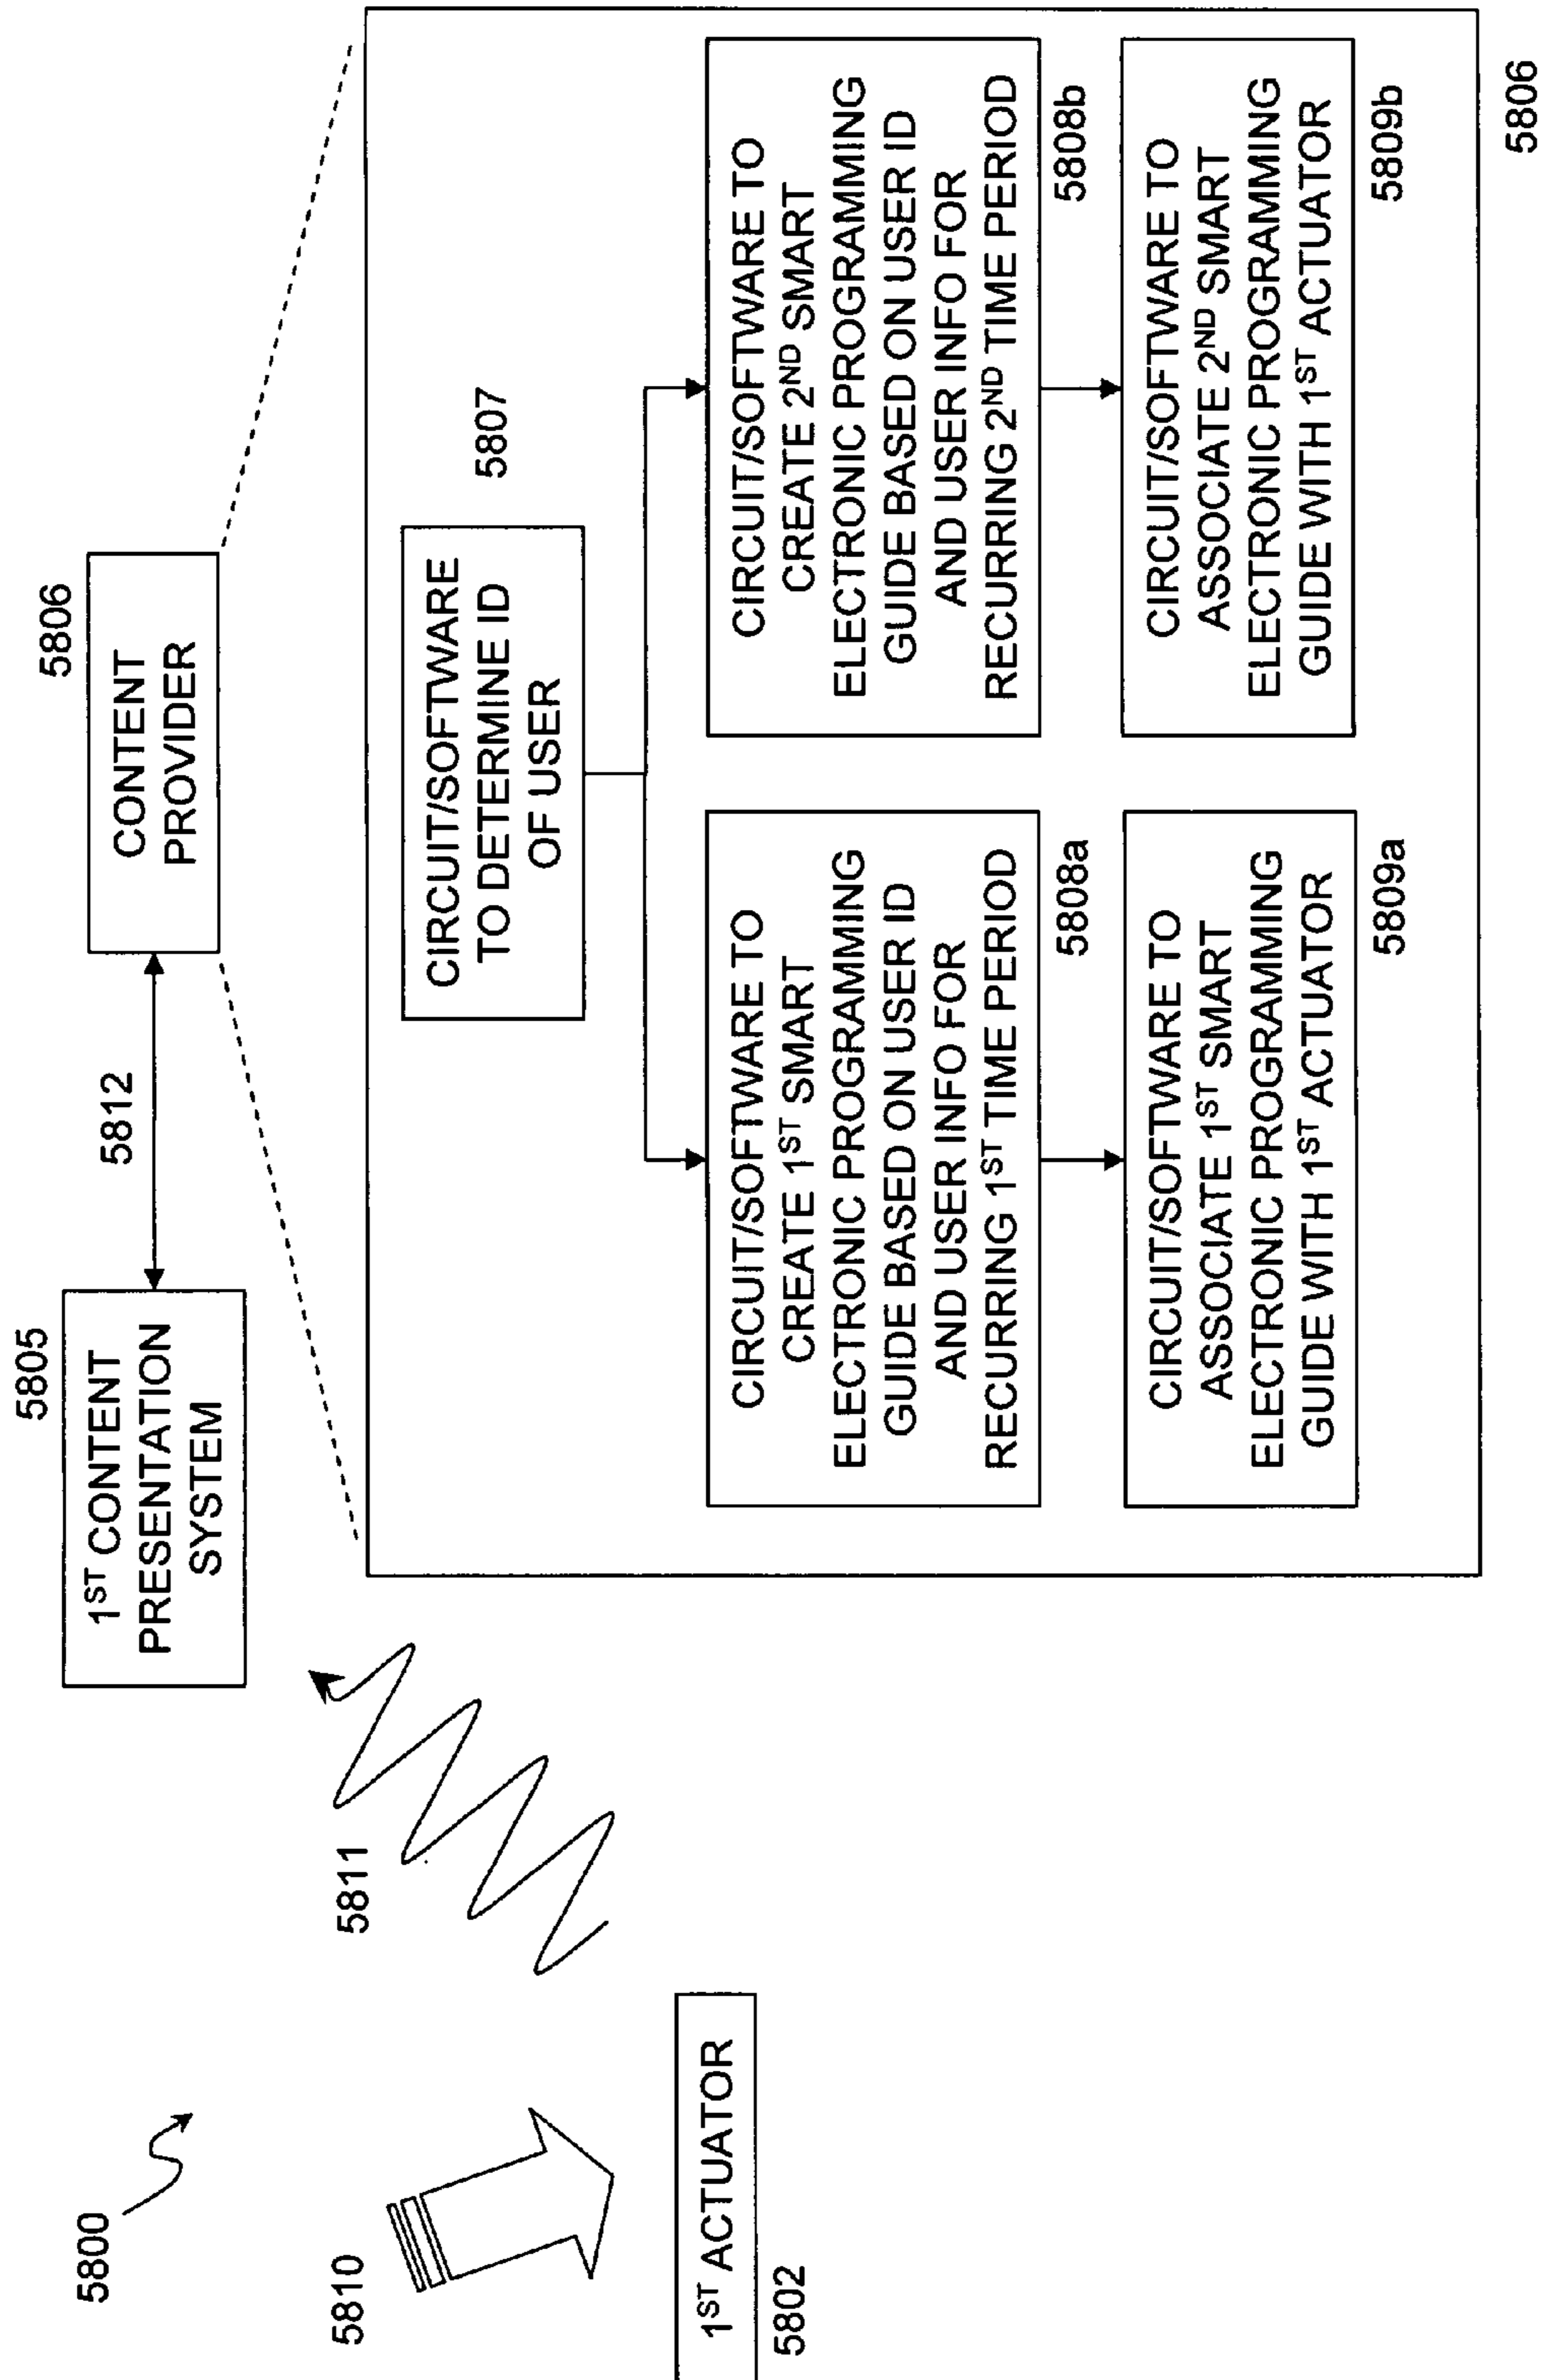 5800
5810
1ST ACTUATOR
5802
5811
5805
1ST CONTENT
PRESENTATION
SYSTEM
5812
5806
CONTENT
PROVIDER
5807
CIRCUIT/SOFTWARE
TO DETERMINE ID
OF USER
CIRCUIT/SOFTWARE TO
CREATE 1ST SMART
ELECTRONIC PROGRAMMING
GUIDE BASED ON USER ID
AND USER INFO FOR
RECURRING 1ST TIME PERIOD
5808a
CIRCUIT/SOFTWARE TO
ASSOCIATE 1ST SMART
ELECTRONIC PROGRAMMING
GUIDE WITH 1ST ACTUATOR
5809a
CIRCUIT/SOFTWARE TO
CREATE 2ND SMART
ELECTRONIC PROGRAMMING
GUIDE BASED ON USER ID
AND USER INFO FOR
RECURRING 2ND TIME PERIOD
5808b
CIRCUIT/SOFTWARE TO
ASSOCIATE 2ND SMART
ELECTRONIC PROGRAMMING
GUIDE WITH 1ST ACTUATOR
5809b
5806